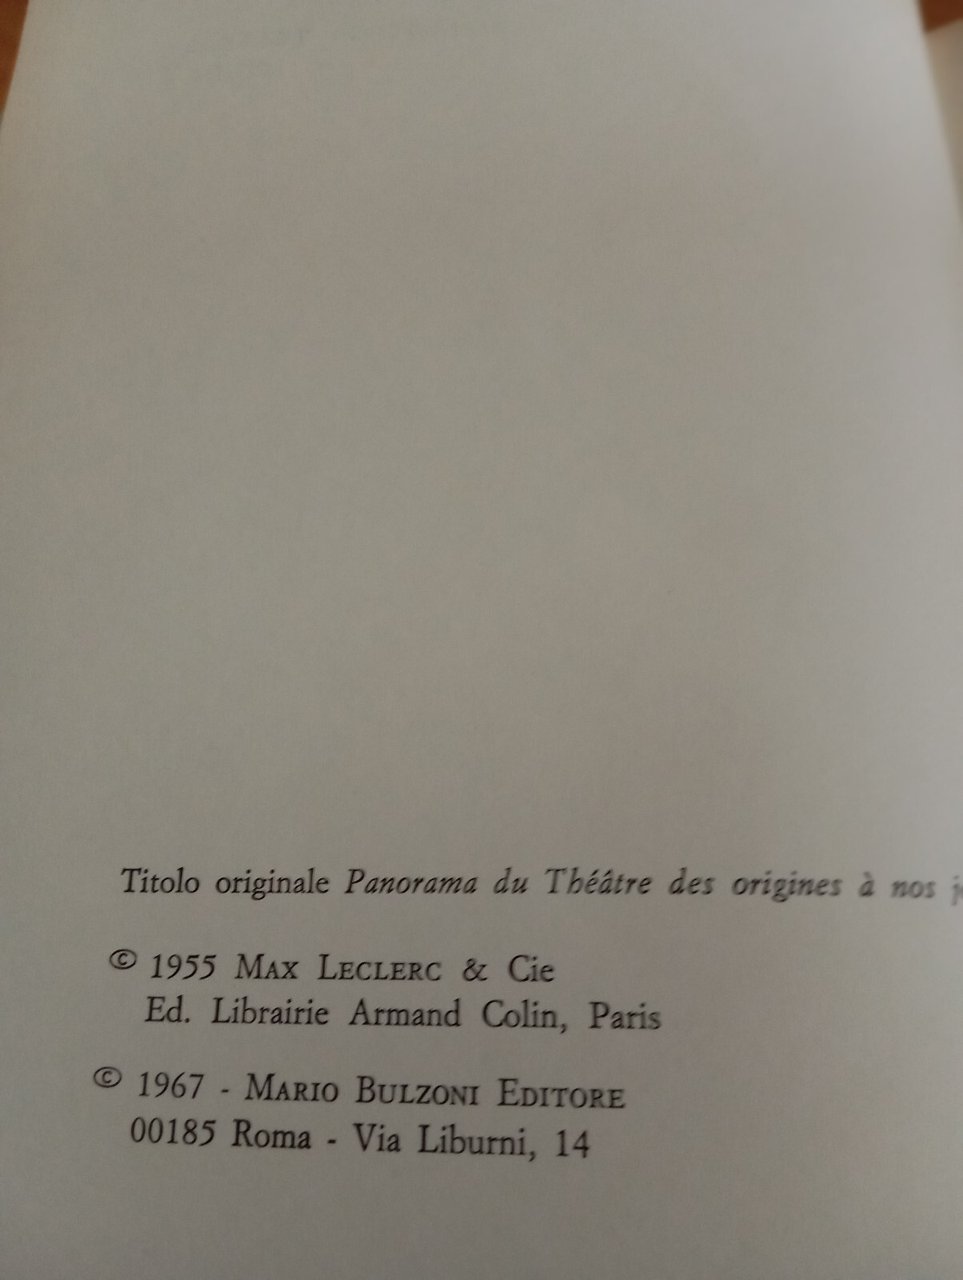 Titolo originale Panorama du Théâtre des origines à nos
© 1955 MAX LECLERC & Cie
Ed. Librairie Armand Colin, Paris
© 1967 - MARIO BULZONI EDITORE
00185 Roma - Via Liburni, 14